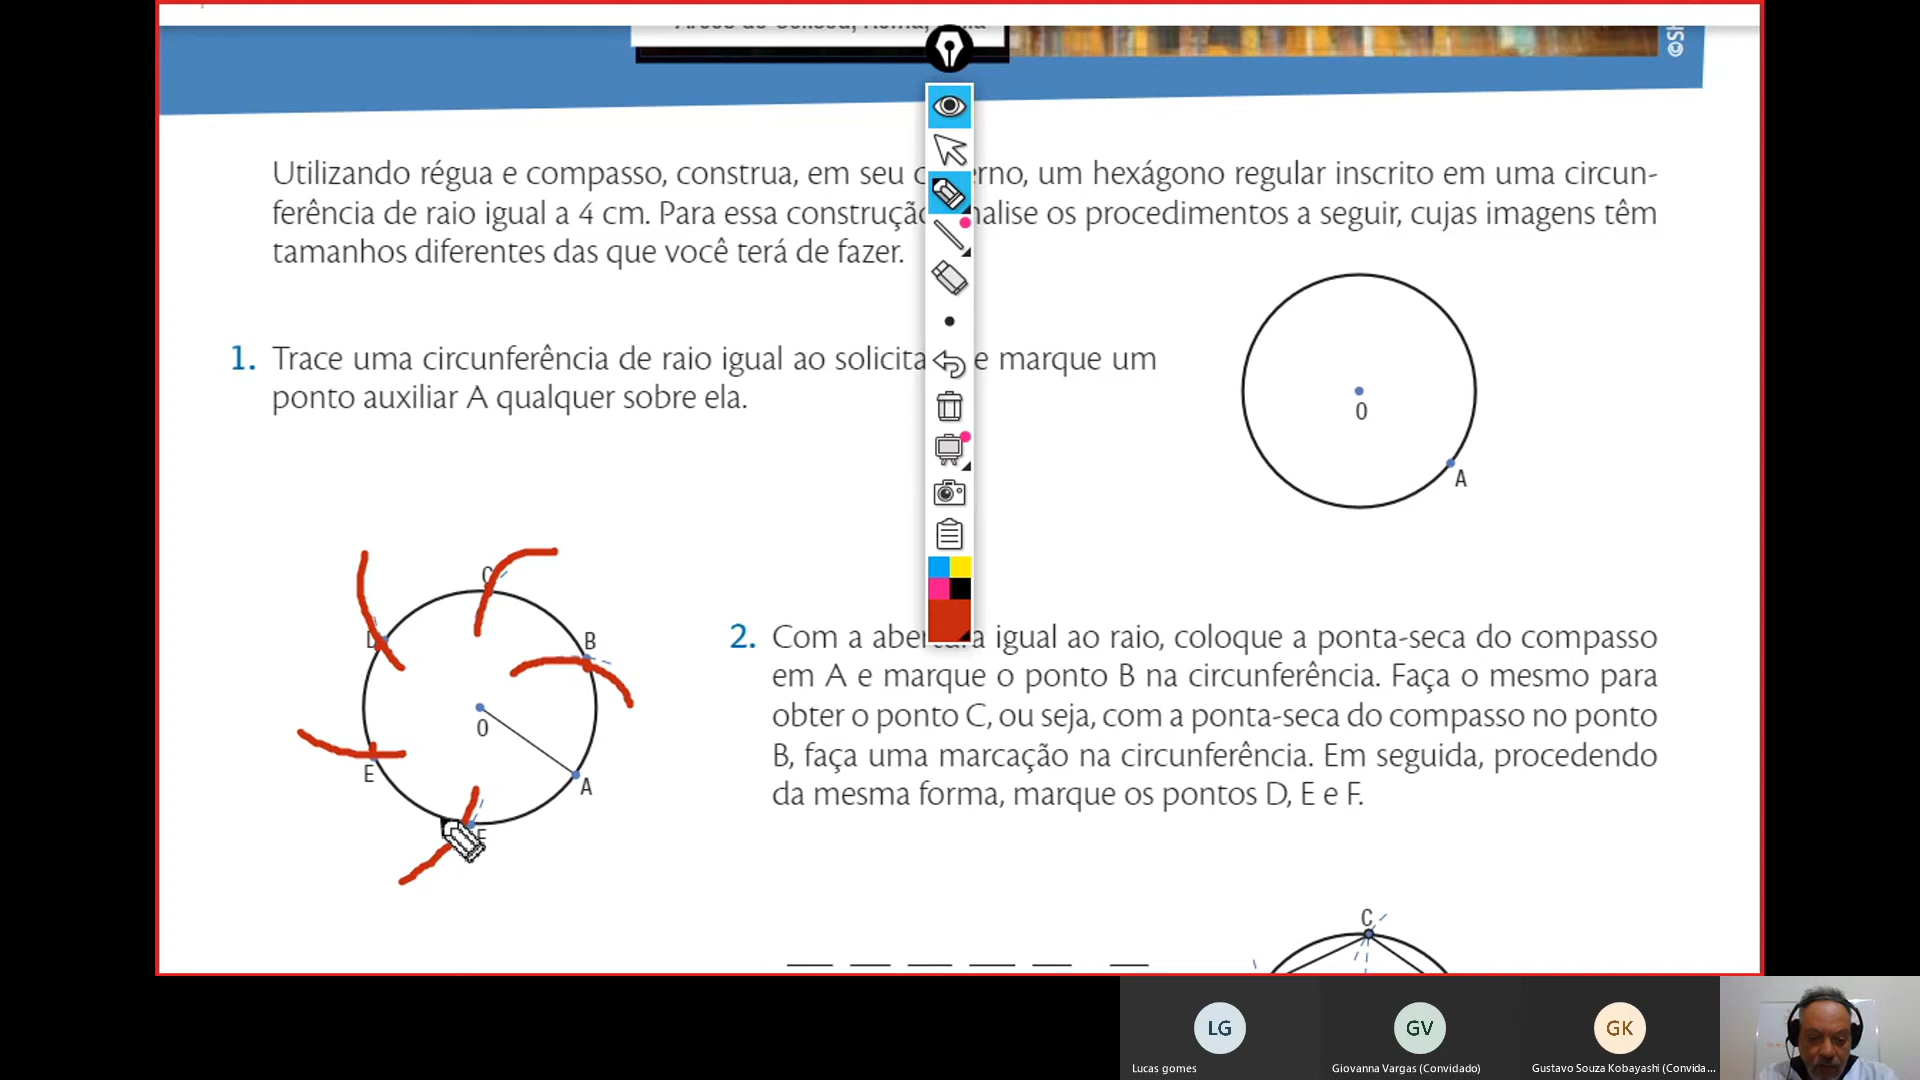 Utilizando régua e compasso, construa, em seu c erno, um hexágono regular inscrito em uma circun-
ferência de raio igual a 4 cm. Para essa construção nalise os procedimentos a seguir, cujas imagens têm
tamanhos diferentes das que você terá de fazer.
O
A
1. Trace uma circunferência de raio igual ao solicita e marque um
ponto auxiliar A qualquer sobre ela.
C
B
D
O
E
A
F
2. Com a abertura igual ao raio, coloque a ponta-seca do compasso
em A e marque o ponto B na circunferência. Faça o mesmo para
obter o ponto C, ou seja, com a ponta-seca do compasso no ponto
B, faça uma marcação na circunferência. Em seguida, procedendo
da mesma forma, marque os pontos D, E e F.
C
LG
GV
GK
Lucas gomes
Giovanna Vargas (Convidado)
Gustavo Souza Kobayashi (Convida...